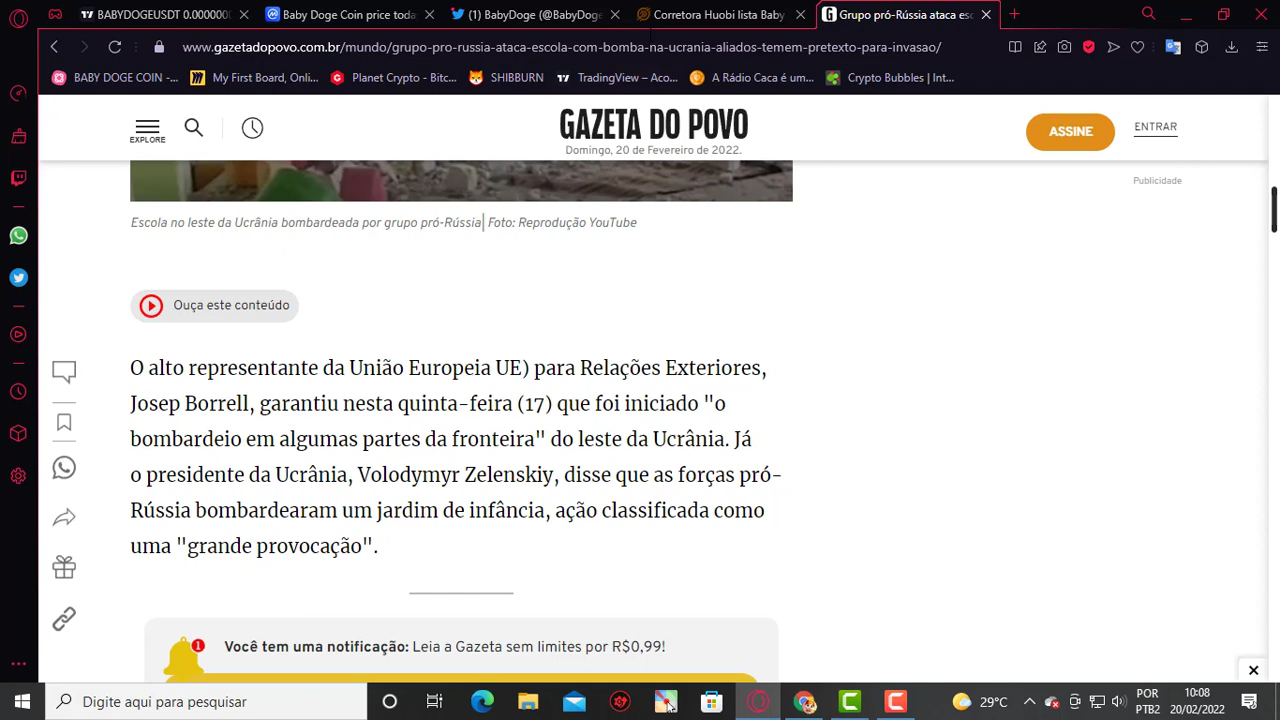 BABYDOGEUSDT 0.0000000
Baby Doge Coin price toda
(1) BabyDoge (@BabyDoge
Corretora Huobi lista Baby
Grupo pró-Rússia ataca esc
www.gazetadopovo.com.br/mundo/grupo-pro-russia-ataca-escola-com-bomba-na-ucrania-aliados-temem-pretexto-para-invasao/
BABY DOGE COIN -...
My First Board, Onli...
Planet Crypto - Bitc...
SHIBBURN
TradingView – Aco...
A Rádio Caca é um...
Crypto Bubbles | Int...
EXPLORE
GAZETA DO POVO
Domingo, 20 de Fevereiro de 2022.
ASSINE
ENTRAR
Publicidade
Escola no leste da Ucrânia bombardeada por grupo pró-Rússia| Foto: Reprodução YouTube
Ouça este conteúdo
O alto representante da União Europeia UE) para Relações Exteriores,
Josep Borrell, garantiu nesta quinta-feira (17) que foi iniciado "o
bombardeio em algumas partes da fronteira" do leste da Ucrânia. Já
o presidente da Ucrânia, Volodymyr Zelenskiy, disse que as forças pró-
Rússia bombardearam um jardim de infância, ação classificada como
uma "grande provocação".
1
Você tem uma notificação: Leia a Gazeta sem limites por R$0,99!
Digite aqui para pesquisar
29°C
POR
PTB2
10:08
20/02/2022